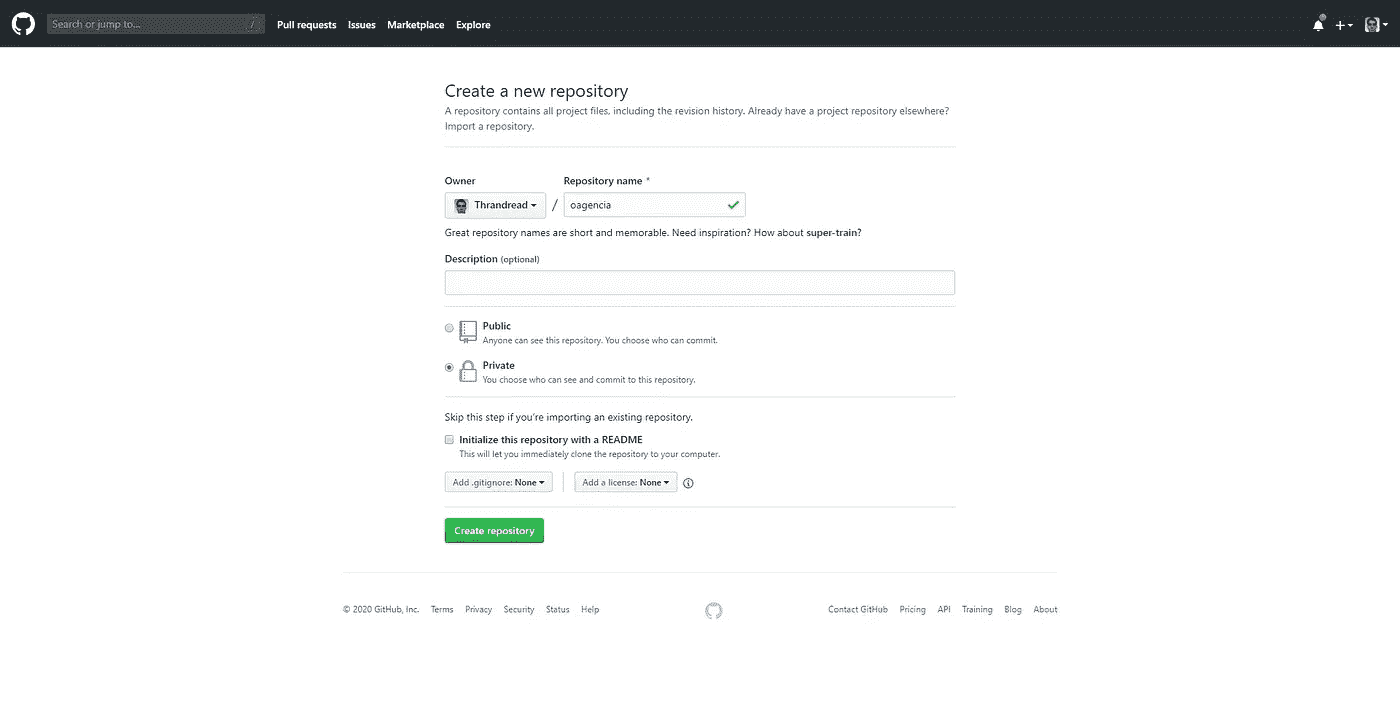 Search or jump to... /
Pull requests Issues Marketplace Explore
Create a new repository
A repository contains all project files, including the revision history. Already have a project repository elsewhere?
Import a repository.
Owner
Repository name *
Thrandread / oagencia
Great repository names are short and memorable. Need inspiration? How about super-train?
Description (optional)
Public
Anyone can see this repository. You choose who can commit.
Private
You choose who can see and commit to this repository.
Skip this step if you're importing an existing repository.
Initialize this repository with a README
This will let you immediately clone the repository to your computer.
Add .gitignore: None Add a license: None
Create repository
© 2020 GitHub, Inc. Terms Privacy Security Status Help Contact GitHub Pricing API Training Blog About